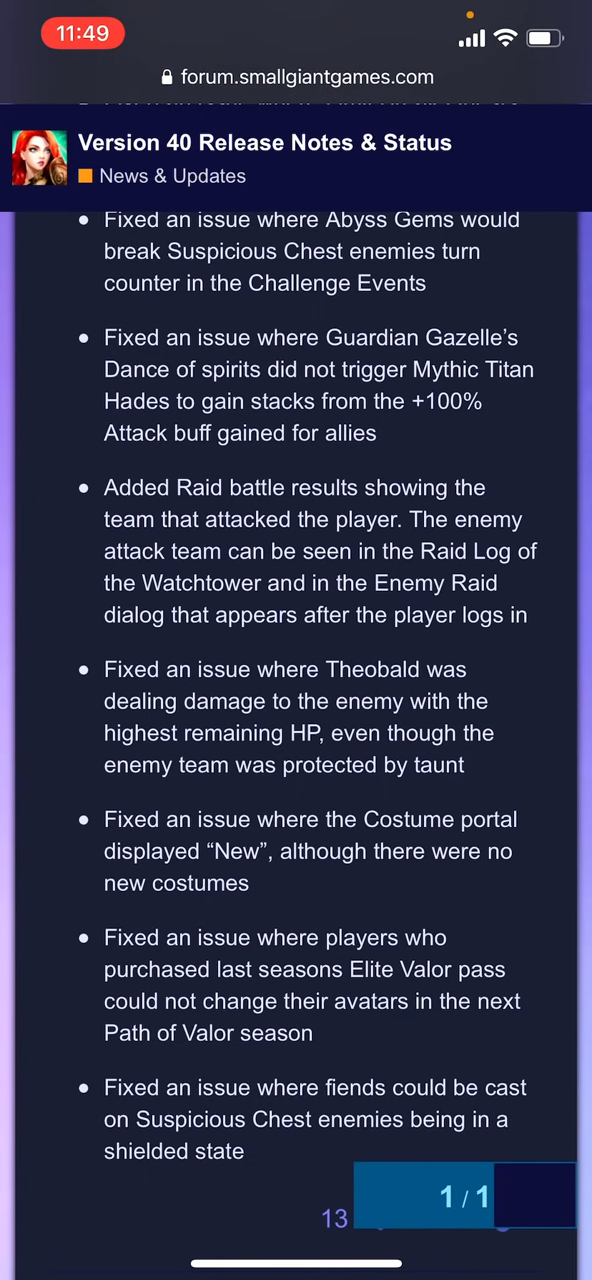 11:49
forum.smallgiantgames.com
Version 40 Release Notes & Status
News & Updates
• Fixed an issue where Abyss Gems would
break Suspicious Chest enemies turn
counter in the Challenge Events
• Fixed an issue where Guardian Gazelle’s
Dance of spirits did not trigger Mythic Titan
Hades to gain stacks from the +100%
Attack buff gained for allies
• Added Raid battle results showing the
team that attacked the player. The enemy
attack team can be seen in the Raid Log of
the Watchtower and in the Enemy Raid
dialog that appears after the player logs in
• Fixed an issue where Theobald was
dealing damage to the enemy with the
highest remaining HP, even though the
enemy team was protected by taunt
• Fixed an issue where the Costume portal
displayed “New”, although there were no
new costumes
• Fixed an issue where players who
purchased last seasons Elite Valor pass
could not change their avatars in the next
Path of Valor season
• Fixed an issue where fiends could be cast
on Suspicious Chest enemies being in a
shielded state
13
1 / 1